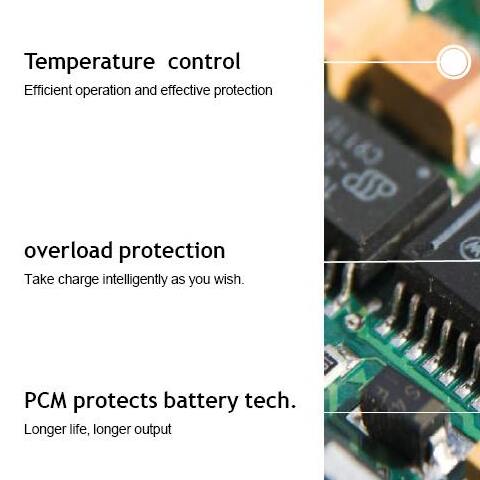 Temperature control
Efficient operation and effective protection
overload protection
Take charge intelligently as you wish.
PCM protects battery tech.
Longer life, longer output